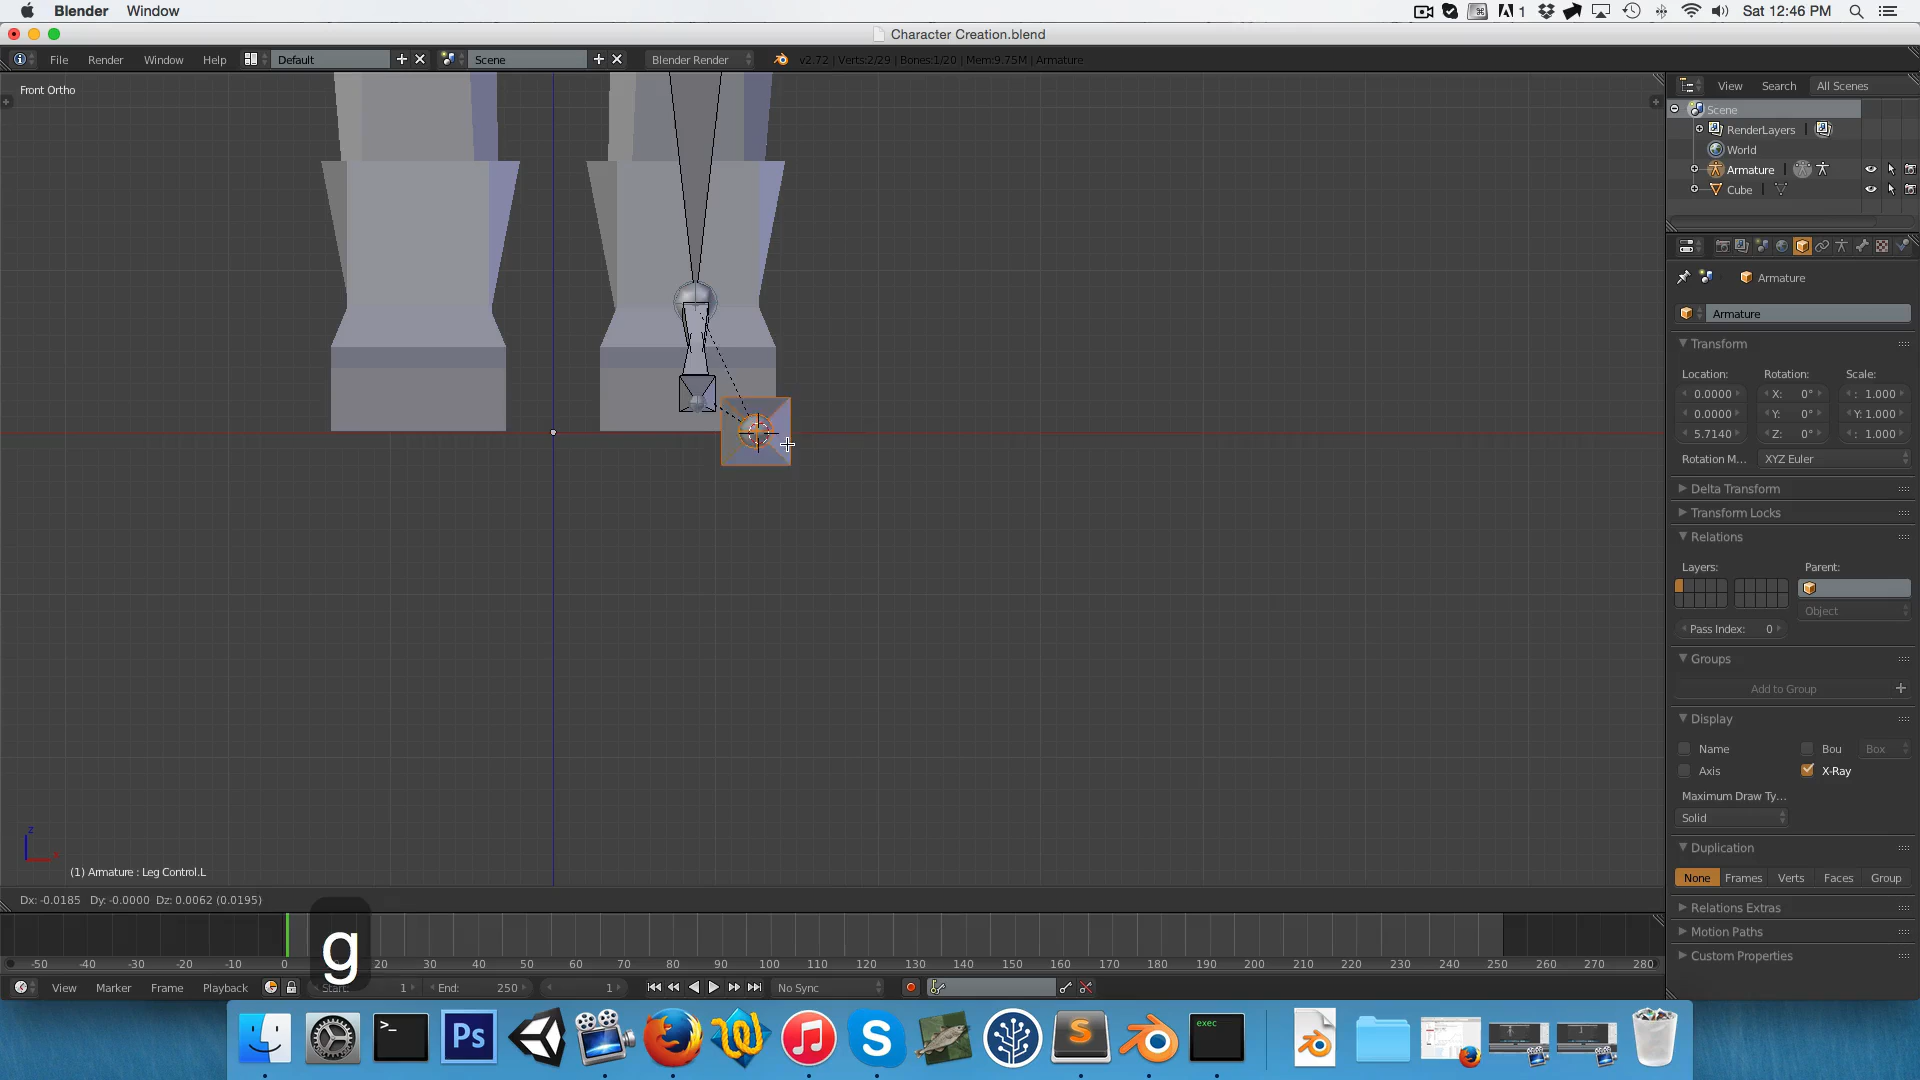 Blender Window 1 Sat 12:46 PM
Character Creation.blend
File Render Window Help Default Scene Blender Render v2.72 | Verts:2/29 | Bones:1/20 | Mem:9.75M | Armature
Front Ortho
View Search All Scenes
Scene
RenderLayers
World
Armature
Cube
Armature
Armature
Transform
Location: Rotation: Scale:
0.0000 X: 0° : 1.000
0.0000 Y: 0° Y: 1.000
5.7140 Z: 0° : 1.000
Rotation M... XYZ Euler
Delta Transform
Transform Locks
Relations
Layers: Parent:
Object
Pass Index: 0
Groups
Add to Group
Display
Name Bou Box
Axis X-Ray
Maximum Draw Ty...
Solid
Duplication
None Frames Verts Faces Group
Relations Extras
Motion Paths
Custom Properties
z
(1) Armature : Leg Control.L
Dx: -0.0185 Dy: -0.0000 Dz: 0.0062 (0.0195)
g
-50 -40 -30 -20 -10 0 20 30 40 50 60 70 80 90 100 110 120 130 140 150 160 170 180 190 200 210 220 230 240 250 260 270 280
View Marker Frame Playback Start: 1 End: 250 1 No Sync
>_ Ps S S exec